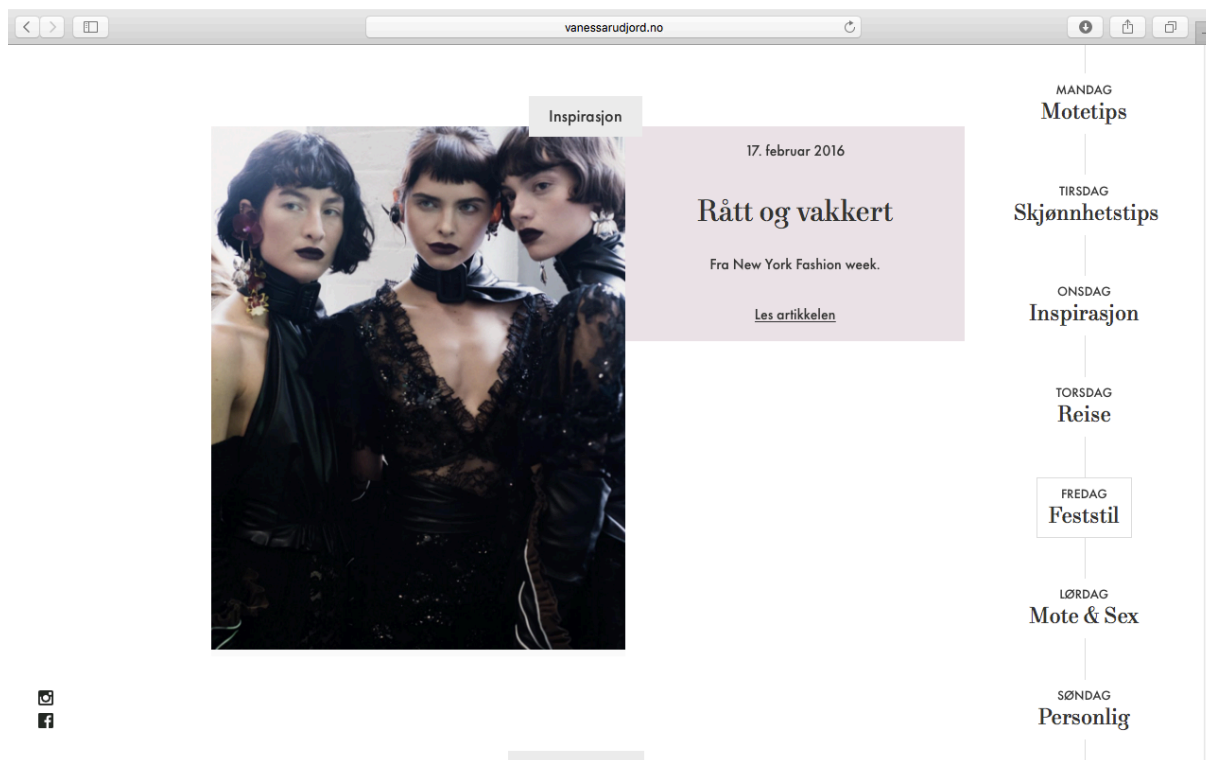 vanessarudjord.no
Inspirasjon
17. februar 2016
Rått og vakkert
Fra New York Fashion week.
Les artikkelen
MANDAG
Motetips
TIRSDAG
Skjønnhetstips
ONSDAG
Inspirasjon
TORSDAG
Reise
FREDAG
Feststil
LØRDAG
Mote & Sex
SØNDAG
Personlig